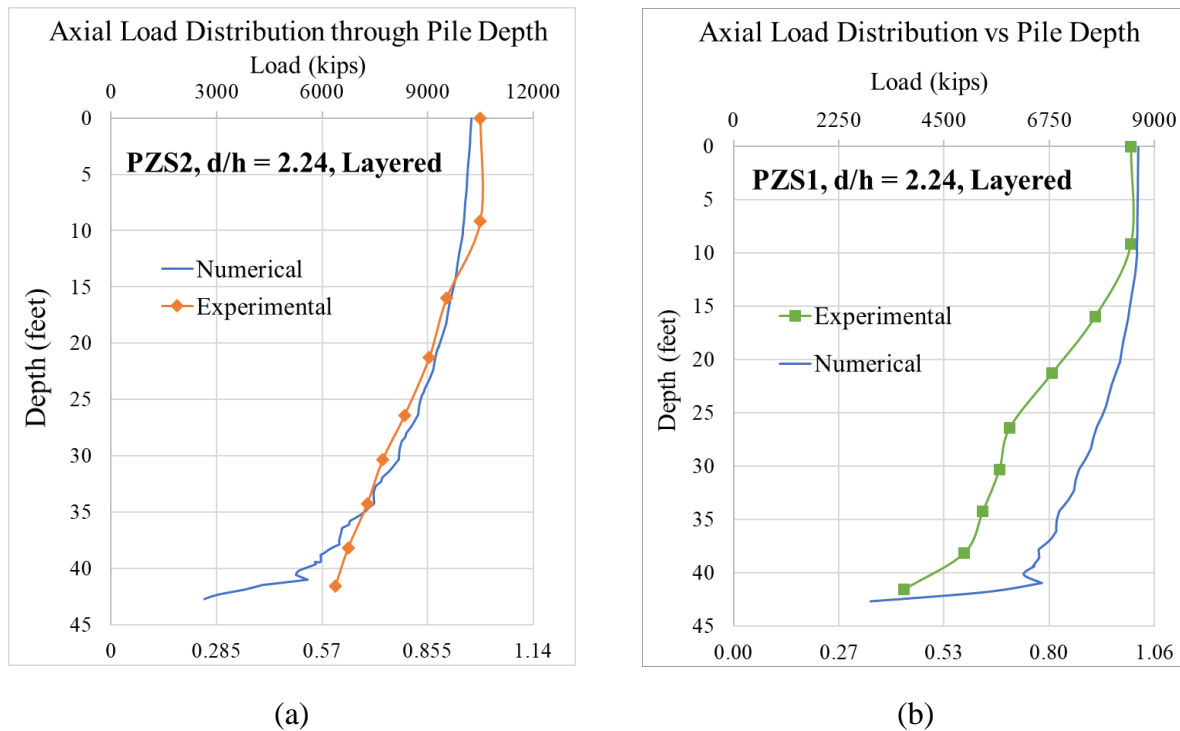 Axial Load Distribution through Pile Depth
Load (kips)
0 3000 6000 9000 12000
0
5
10
15
20
25
30
35
40
45
Depth (feet)
PZS2, d/h = 2.24, Layered
Numerical
Experimental
0 0.285 0.57 0.855 1.14
(a)
Axial Load Distribution vs Pile Depth
Load (kips)
0 2250 4500 6750 9000
0
5
10
15
20
25
30
35
40
45
Depth (feet)
PZS1, d/h = 2.24, Layered
Experimental
Numerical
0.00 0.27 0.53 0.80 1.06
(b)